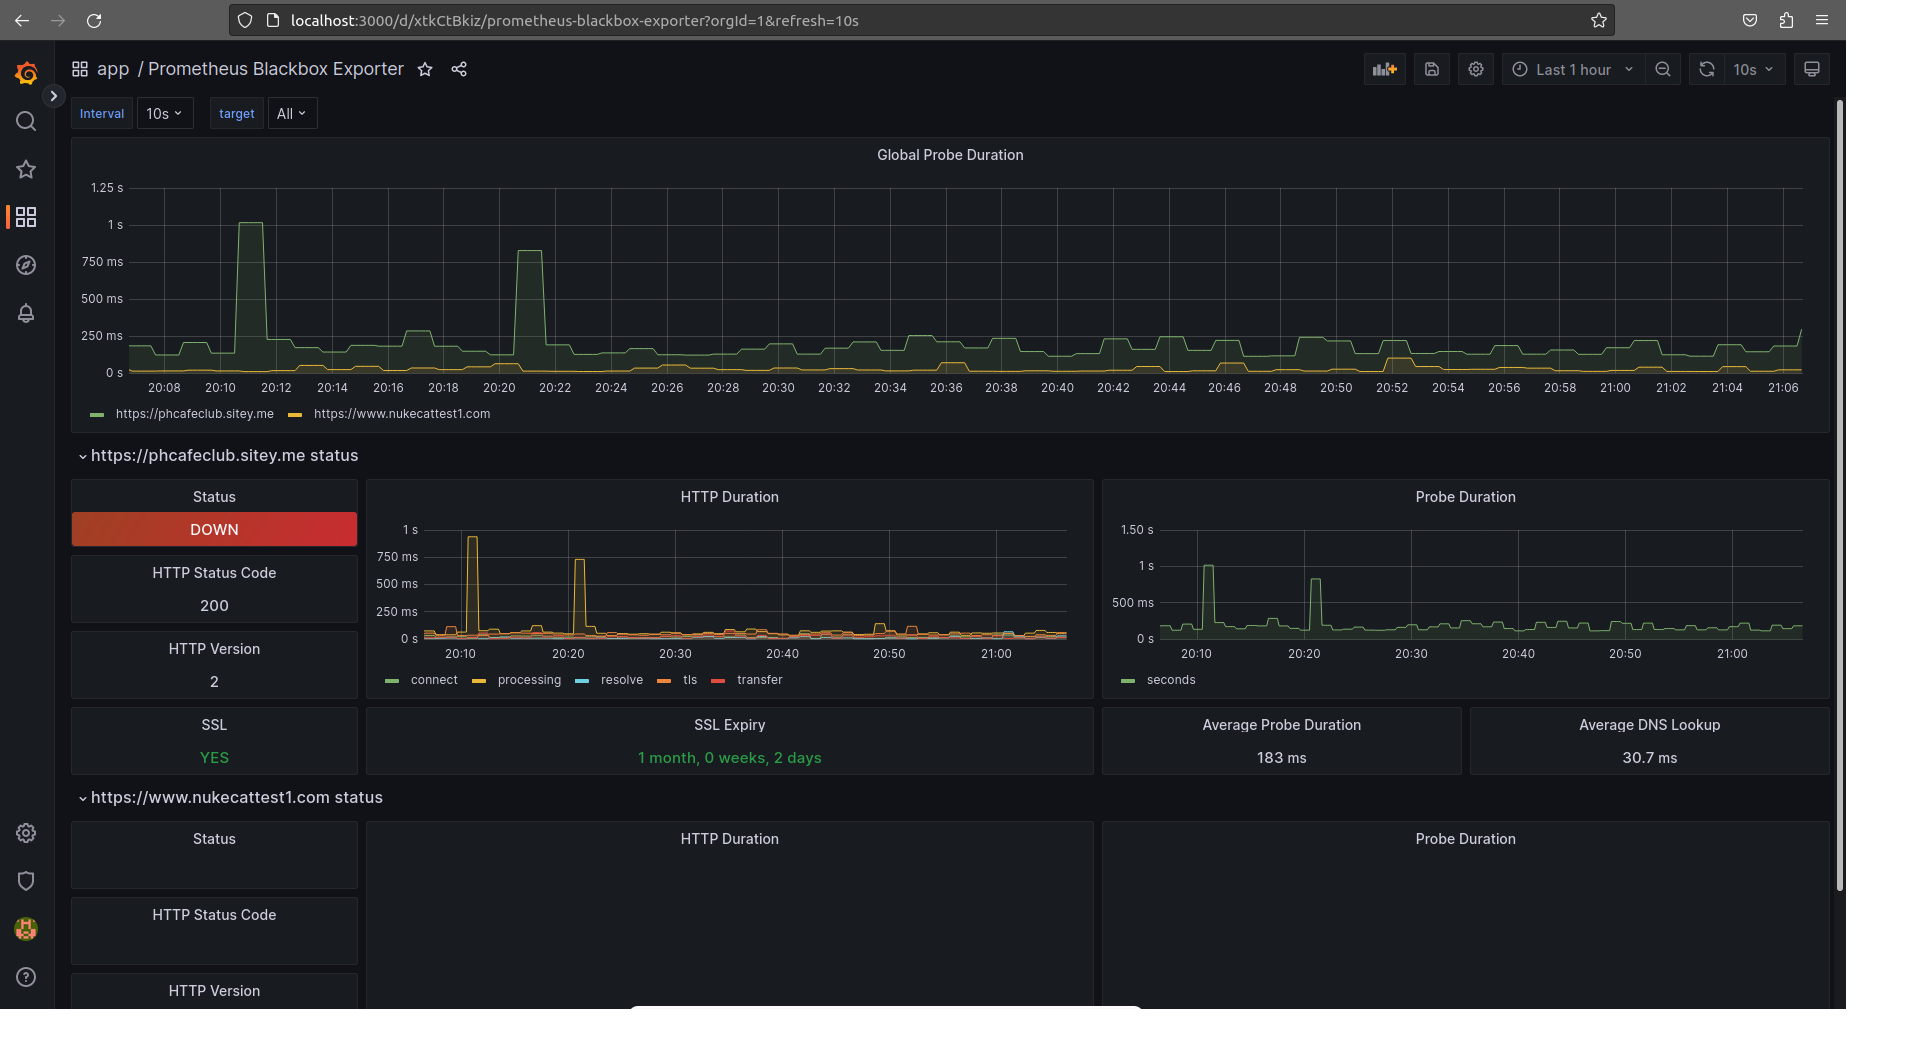 localhost:3000/d/xtkCtBkiz/prometheus-blackbox-exporter?orgId=1&refresh=10s
app / Prometheus Blackbox Exporter
Last 1 hour
10s
Interval 10s target All
Global Probe Duration
1.25 s
1 s
750 ms
500 ms
250 ms
0 s
20:08 20:10 20:12 20:14 20:16 20:18 20:20 20:22 20:24 20:26 20:28 20:30 20:32 20:34 20:36 20:38 20:40 20:42 20:44 20:46 20:48 20:50 20:52 20:54 20:56 20:58 21:00 21:02 21:04 21:06
https://phcafeclub.sitey.me https://www.nukecattest1.com
https://phcafeclub.sitey.me status
Status
DOWN
HTTP Status Code
200
HTTP Version
2
HTTP Duration
1 s
750 ms
500 ms
250 ms
0 s
20:10 20:20 20:30 20:40 20:50 21:00
connect processing resolve tls transfer
Probe Duration
1.50 s
1 s
500 ms
0 s
20:10 20:20 20:30 20:40 20:50 21:00
seconds
SSL
YES
SSL Expiry
1 month, 0 weeks, 2 days
Average Probe Duration
183 ms
Average DNS Lookup
30.7 ms
https://www.nukecattest1.com status
Status
HTTP Status Code
HTTP Version
HTTP Duration
Probe Duration